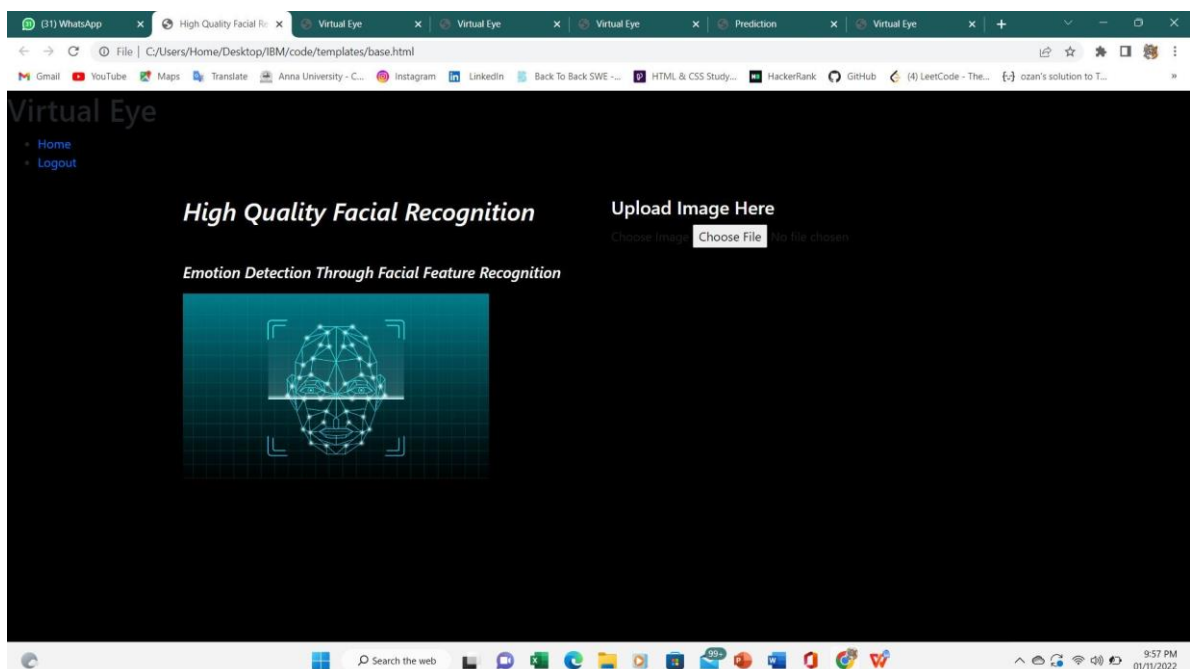 (31) WhatsApp
High Quality Facial Re
Virtual Eye
Virtual Eye
Virtual Eye
Prediction
Virtual Eye
File | C:/Users/Home/Desktop/IBM/code/templates/base.html
Gmail
YouTube
Maps
Translate
Anna University - C...
Instagram
LinkedIn
Back To Back SWE -...
HTML & CSS Study...
HackerRank
GitHub
(4) LeetCode - The...
ozan's solution to T...
»
Virtual Eye
Home
Logout
High Quality Facial Recognition
Upload Image Here
Choose Image Choose File No file chosen
Emotion Detection Through Facial Feature Recognition
Search the web
99+
9:57 PM
01/11/2022